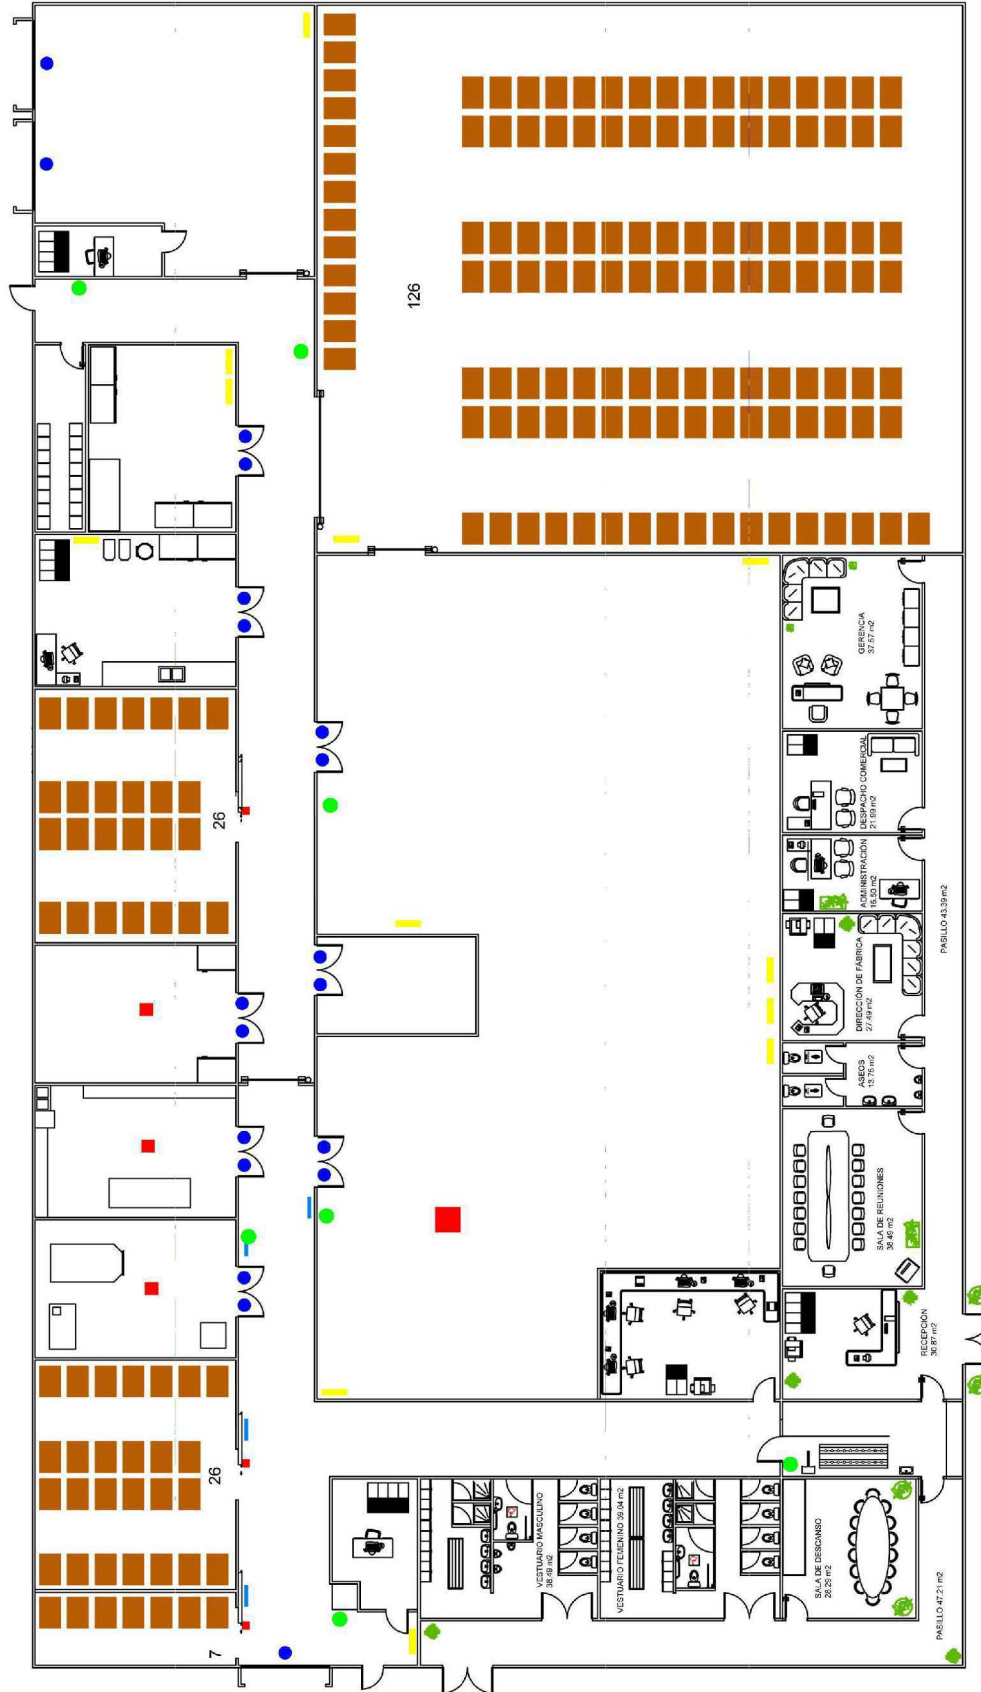 126
GERENCIA
37.57 m2
26
DESPACHO COMERCIAL
21.99 m2
ADMINISTRACIÓN
16.50 m2
PASILLO 43.39 m2
DIRECCIÓN DE FÁBRICA
27.49 m2
ASEOS
13.75 m2
SALA DE REUNIONES
38.49 m2
RECEPCIÓN
30.87 m2
26
VESTUARIO MASCULINO
38.49 m2
VESTUARIO FEMENINO 39.04 m2
SALA DE DESCANSO
28.29 m2
PASILLO 47.21 m2
7